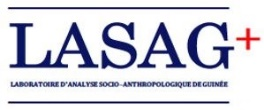 LASAG+
LABORATOIRE D'ANALYSE SOCIO-ANTHROPOLOGIQUE DE GUINÉE